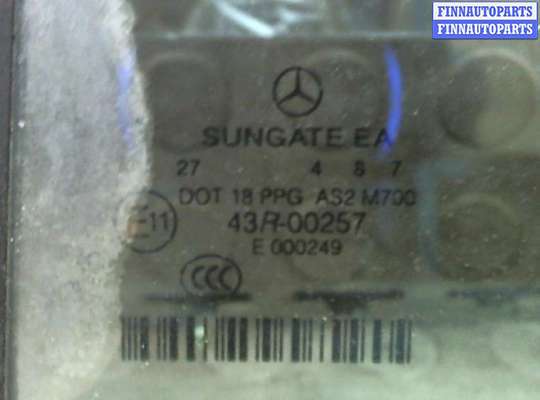 FINNAUTOPARTS
FINNAUTOPARTS
SUNGATE EA
27 4 8 7
DOT 18 PPG AS2 M700
E11
43R-00257
E 000249
CCC